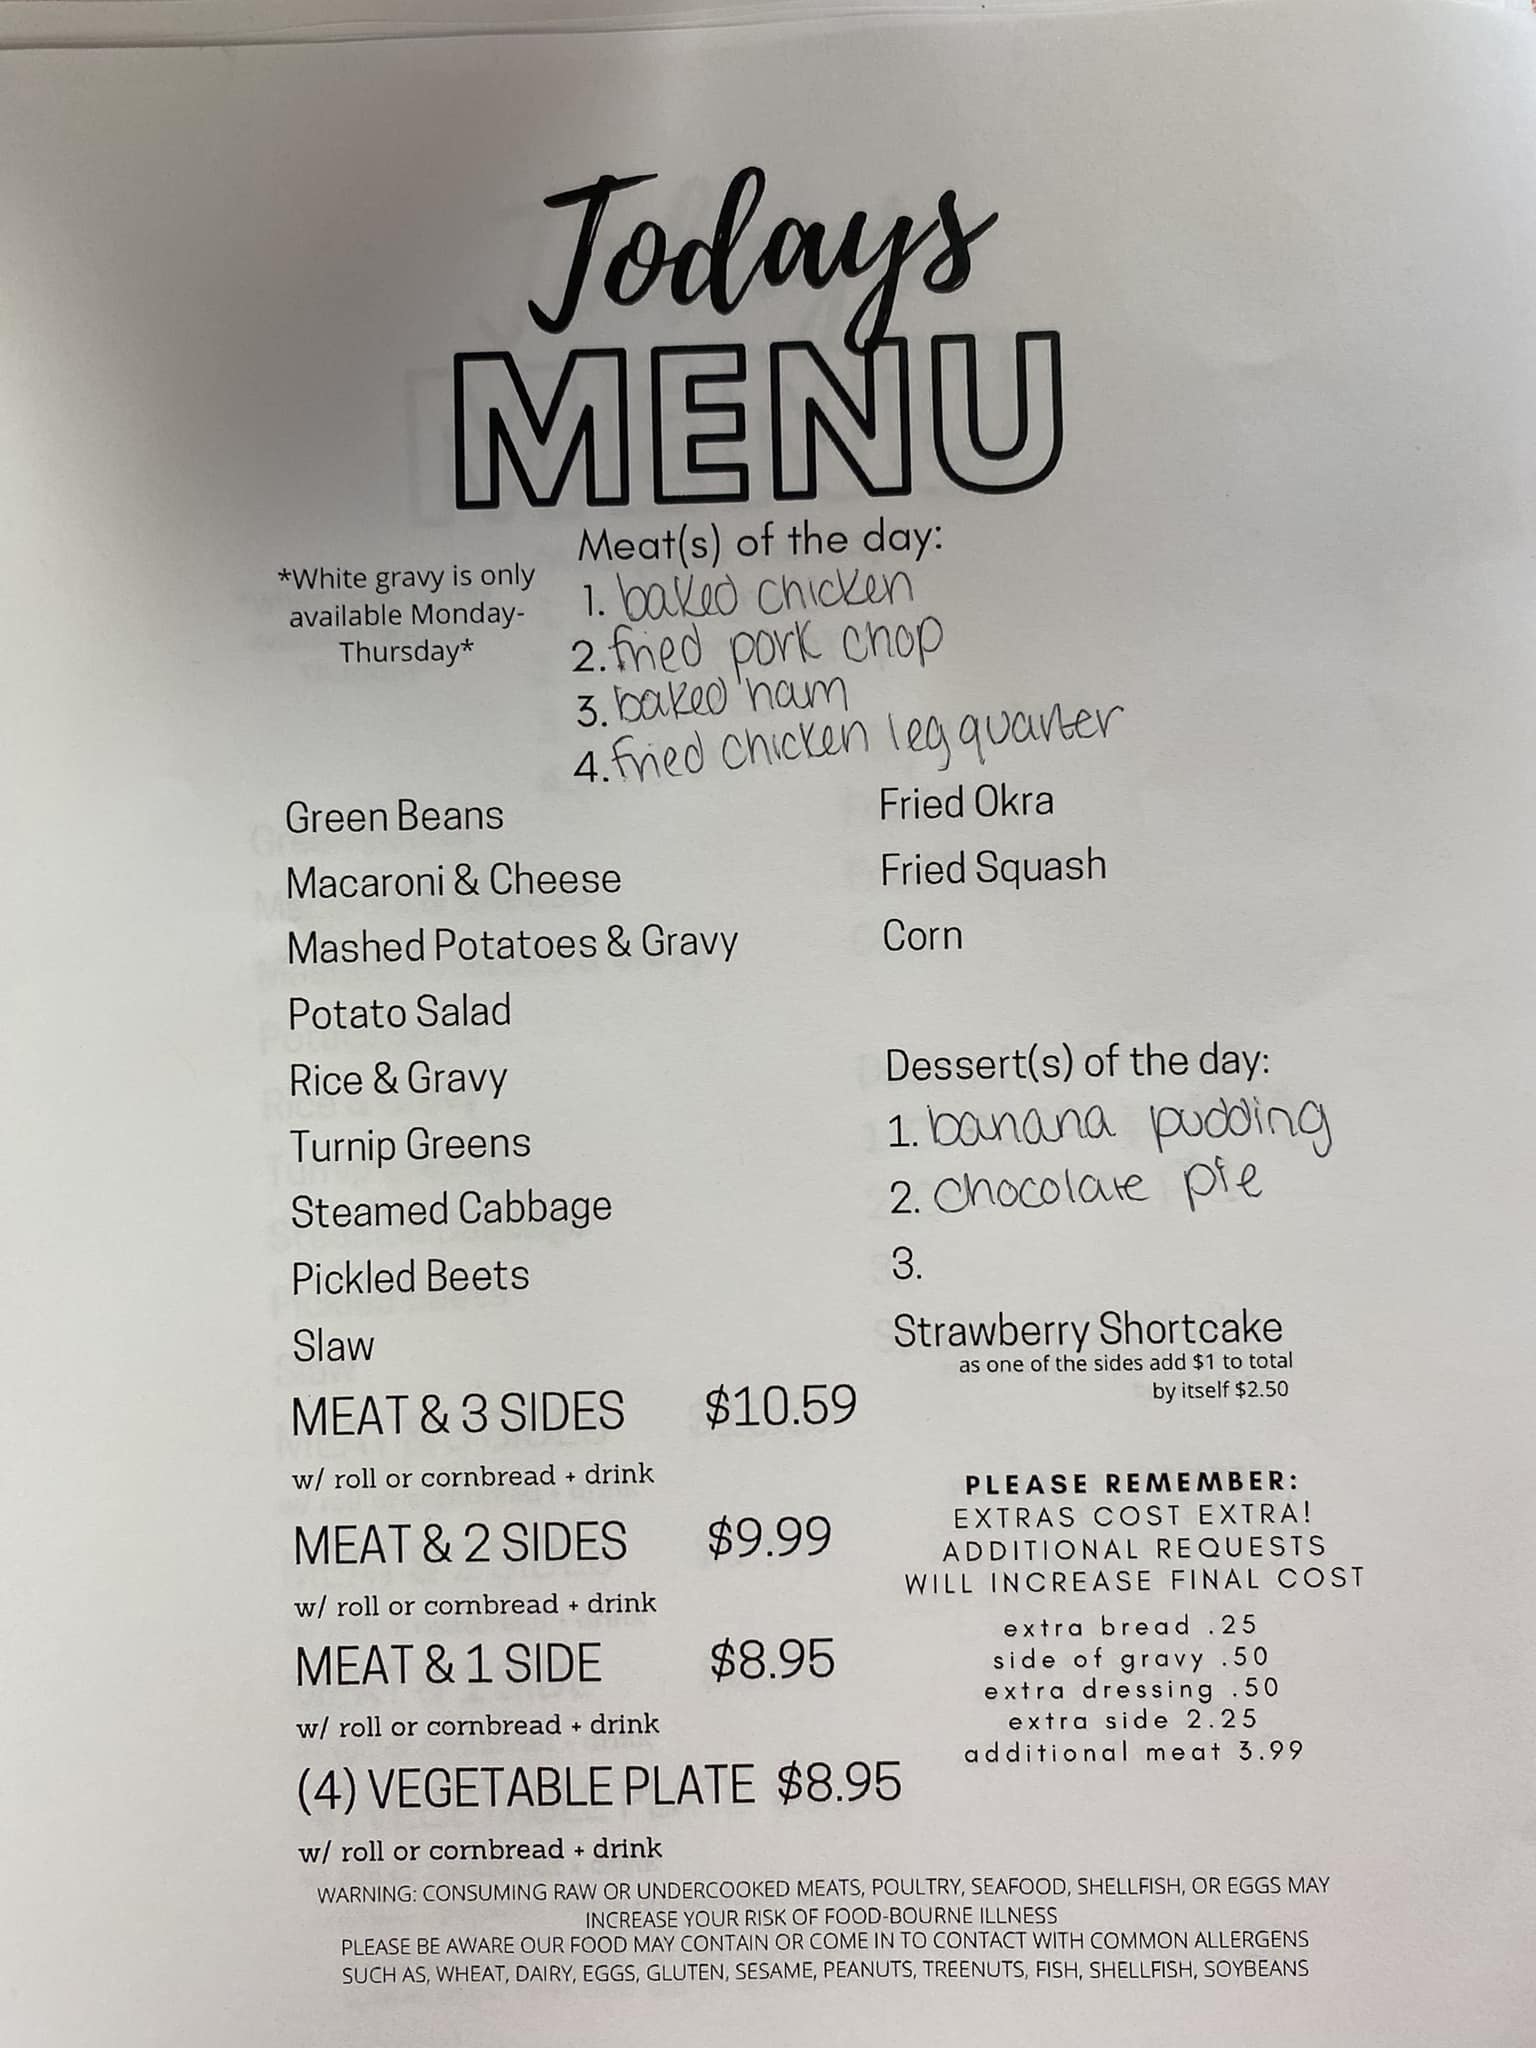 Todays
MENU
*White gravy is only
available Monday-
Thursday*
Meat(s) of the day:
1. baked chicken
2. fried pork chop
3. baked ham
4. fried chicken leg quarter
Green Beans
Macaroni & Cheese
Mashed Potatoes & Gravy
Potato Salad
Rice & Gravy
Turnip Greens
Steamed Cabbage
Pickled Beets
Slaw
Fried Okra
Fried Squash
Corn
Dessert(s) of the day:
1. banana pudding
2. chocolate pie
3.
Strawberry Shortcake
as one of the sides add $1 to total
by itself $2.50
MEAT & 3 SIDES $10.59
w/ roll or cornbread + drink
MEAT & 2 SIDES $9.99
w/ roll or cornbread + drink
MEAT & 1 SIDE $8.95
w/ roll or cornbread + drink
(4) VEGETABLE PLATE $8.95
w/ roll or cornbread + drink
PLEASE REMEMBER:
EXTRAS COST EXTRA!
ADDITIONAL REQUESTS
WILL INCREASE FINAL COST
extra bread .25
side of gravy .50
extra dressing .50
extra side 2.25
additional meat 3.99
WARNING: CONSUMING RAW OR UNDERCOOKED MEATS, POULTRY, SEAFOOD, SHELLFISH, OR EGGS MAY
INCREASE YOUR RISK OF FOOD-BOURNE ILLNESS
PLEASE BE AWARE OUR FOOD MAY CONTAIN OR COME IN TO CONTACT WITH COMMON ALLERGENS
SUCH AS, WHEAT, DAIRY, EGGS, GLUTEN, SESAME, PEANUTS, TREENUTS, FISH, SHELLFISH, SOYBEANS